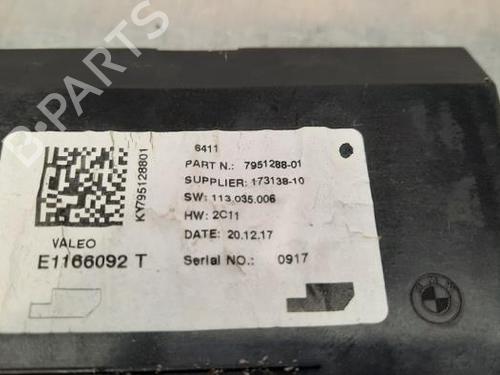 B-PARTS
KY795128801
VALEO
E1166092 T
6411
PART N.: 7951288-01
SUPPLIER: 173138-10
SW: 113.035.006
HW: 2C11
DATE: 20.12.17
Serial NO.: 0917
BMW